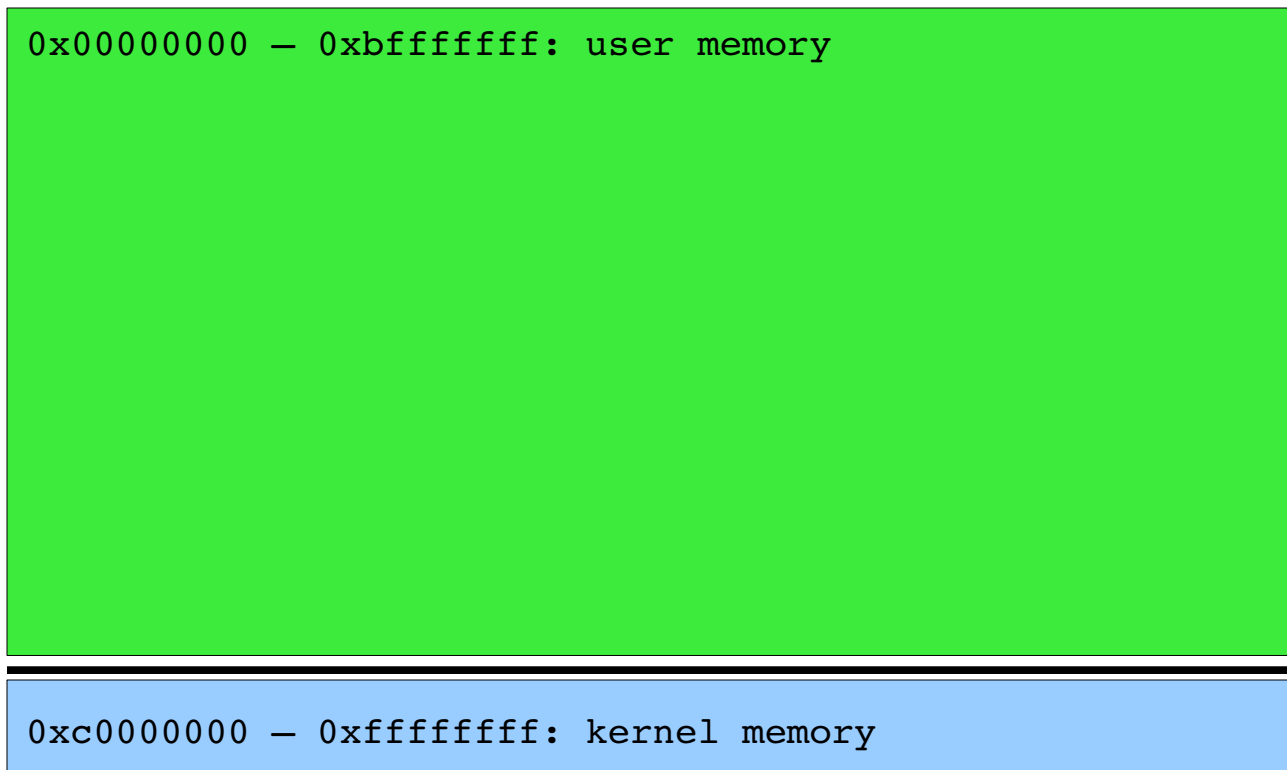 0x00000000 — 0xbfffffff: user memory
0xc0000000 — 0xffffffff: kernel memory